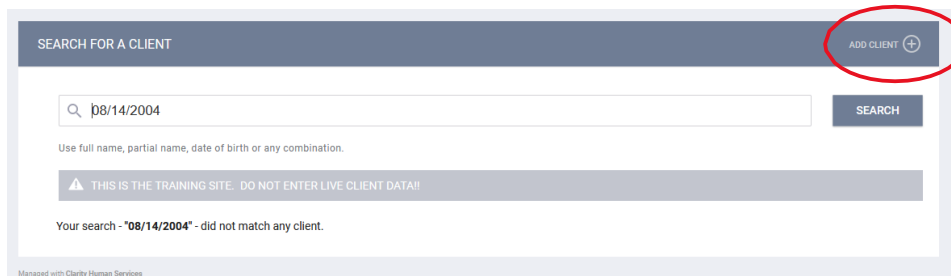 SEARCH FOR A CLIENT
ADD CLIENT
08/14/2004
SEARCH
Use full name, partial name, date of birth or any combination.
THIS IS THE TRAINING SITE. DO NOT ENTER LIVE CLIENT DATA!!
Your search - "08/14/2004" - did not match any client.
Managed with Clarity Human Services